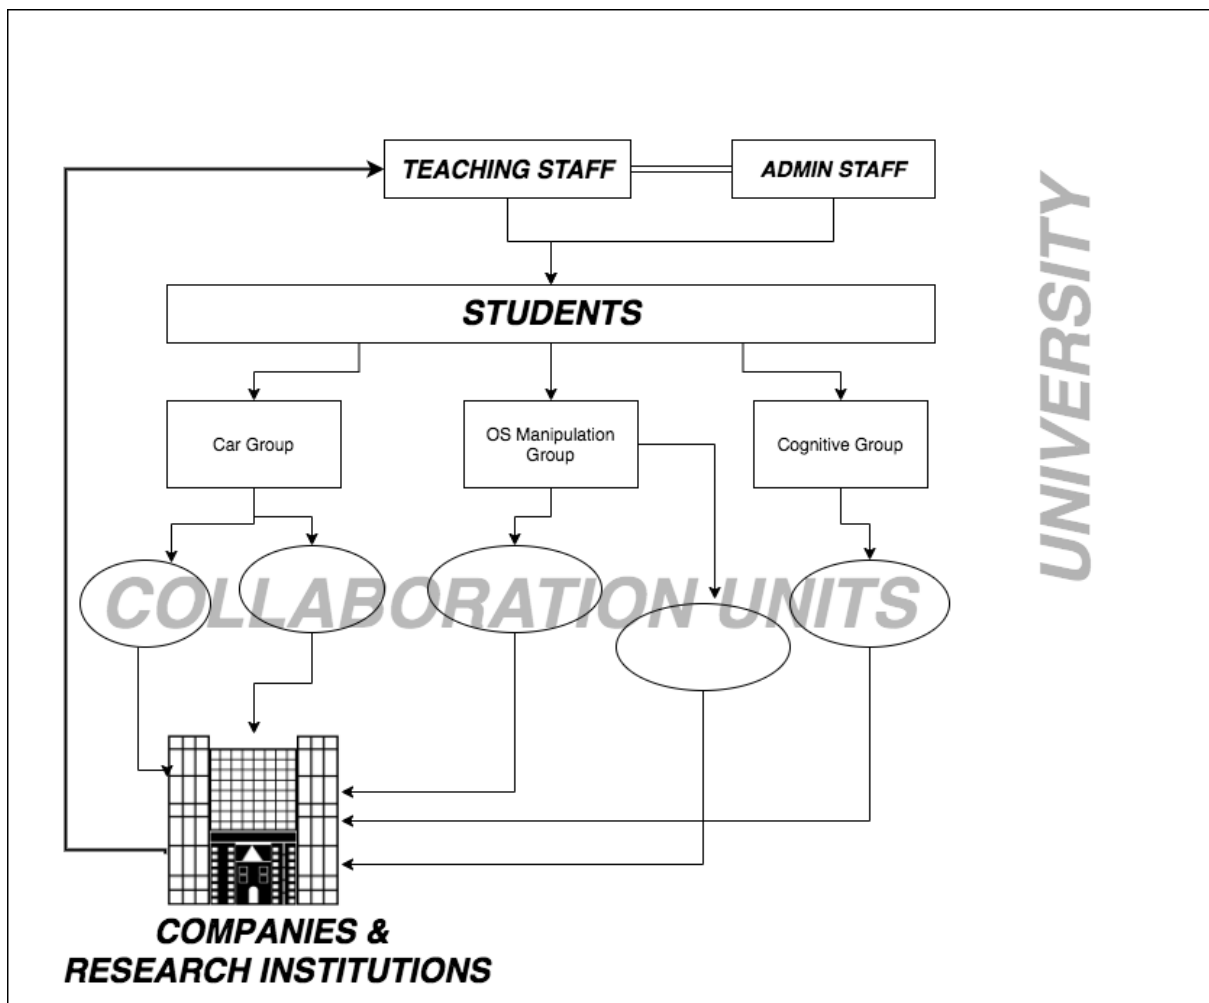 TEACHING STAFF
ADMIN STAFF
STUDENTS
UNIVERSITY
Car Group
OS Manipulation
Group
Cognitive Group
COLLABORATION UNITS
COMPANIES &
RESEARCH INSTITUTIONS